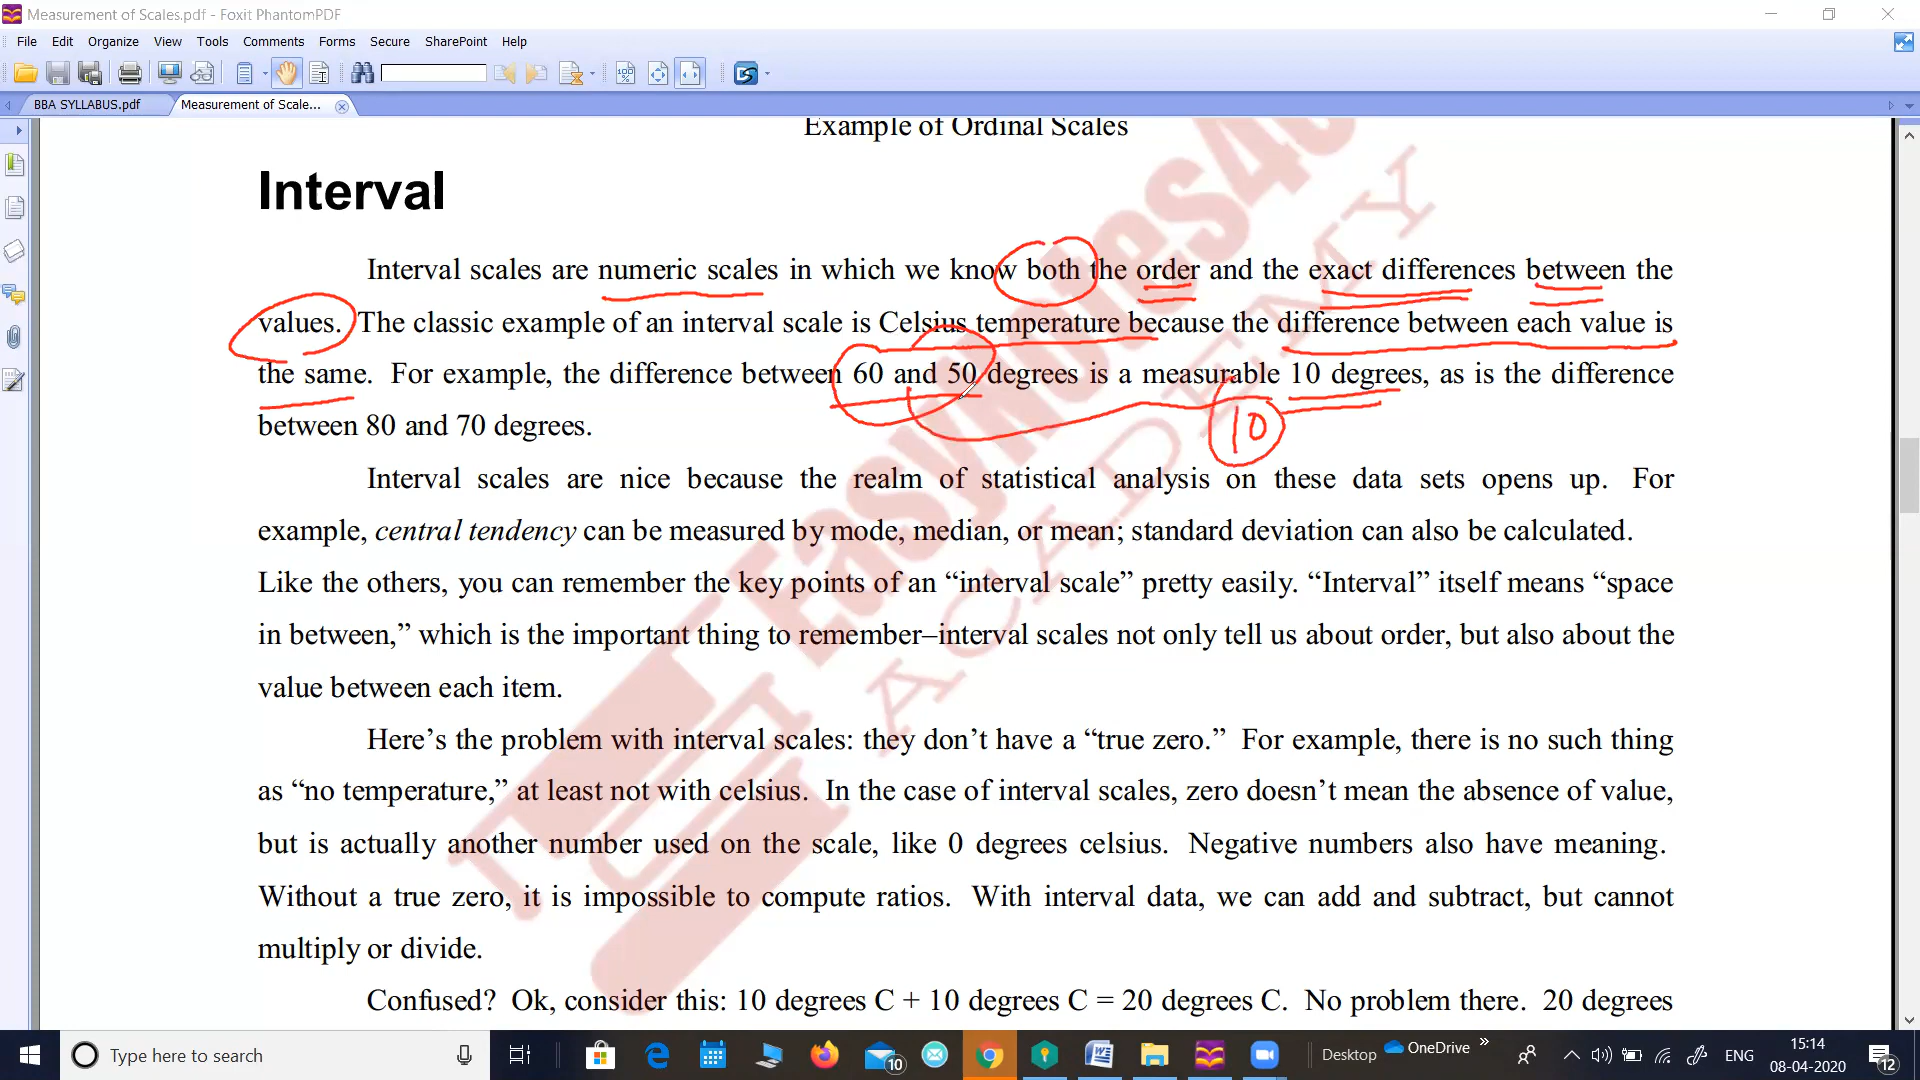 Measurement of Scales.pdf - Foxit PhantomPDF
File Edit Organize View Tools Comments Forms Secure SharePoint Help
BBA SYLLABUS.pdf Measurement of Scale...
Example of Ordinal Scales
Interval
Interval scales are numeric scales in which we know both the order and the exact differences between the
values. The classic example of an interval scale is Celsius temperature because the difference between each value is
the same. For example, the difference between 60 and 50 degrees is a measurable 10 degrees, as is the difference
10
between 80 and 70 degrees.
Interval scales are nice because the realm of statistical analysis on these data sets opens up. For
example, central tendency can be measured by mode, median, or mean; standard deviation can also be calculated.
Like the others, you can remember the key points of an “interval scale” pretty easily. “Interval” itself means “space
in between,” which is the important thing to remember–interval scales not only tell us about order, but also about the
value between each item.
Here’s the problem with interval scales: they don’t have a “true zero.” For example, there is no such thing
as “no temperature,” at least not with celsius. In the case of interval scales, zero doesn’t mean the absence of value,
but is actually another number used on the scale, like 0 degrees celsius. Negative numbers also have meaning.
Without a true zero, it is impossible to compute ratios. With interval data, we can add and subtract, but cannot
multiply or divide.
Confused? Ok, consider this: 10 degrees C + 10 degrees C = 20 degrees C. No problem there. 20 degrees
EasyNotes4u
ACADEMY
Type here to search
10
Desktop OneDrive »
ENG
15:14
08-04-2020
12